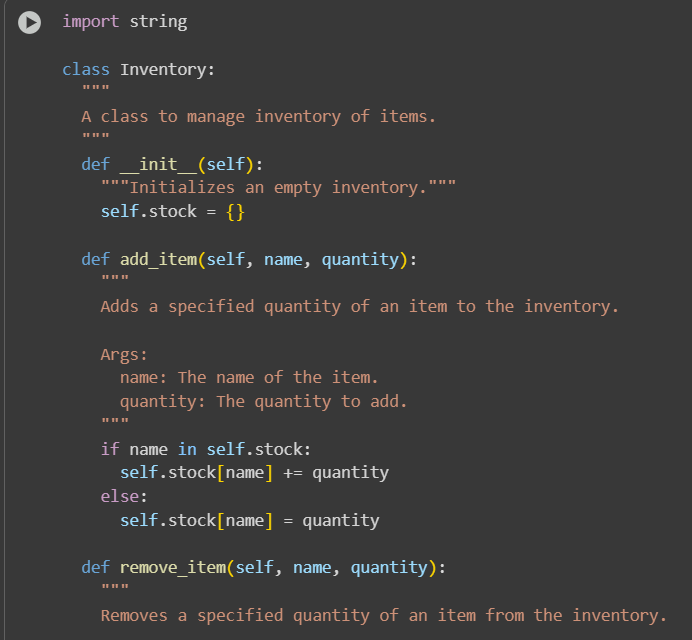 import string
class Inventory:
"""
A class to manage inventory of items.
"""
def __init__(self):
"""Initializes an empty inventory."""
self.stock = {}
def add_item(self, name, quantity):
"""
Adds a specified quantity of an item to the inventory.
Args:
name: The name of the item.
quantity: The quantity to add.
"""
if name in self.stock:
self.stock[name] += quantity
else:
self.stock[name] = quantity
def remove_item(self, name, quantity):
"""
Removes a specified quantity of an item from the inventory.